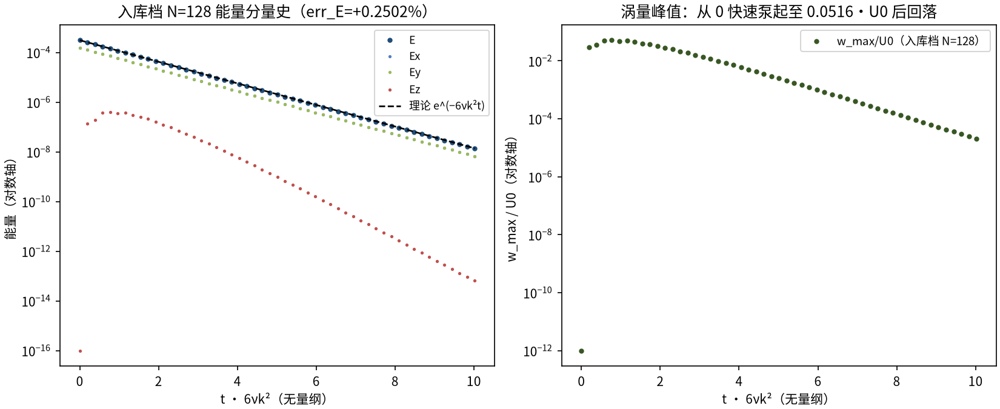 入库档 N=128 能量分量史（err_E=+0.2502%）
E
Ex
Ey
Ez
理论 e^(−6νk²t)
10⁻⁴
10⁻⁶
10⁻⁸
10⁻¹⁰
10⁻¹²
10⁻¹⁴
10⁻¹⁶
能量（对数轴）
0 2 4 6 8 10
t · 6νk²（无量纲）
涡量峰值：从 0 快速泵起至 0.0516·U0 后回落
w_max/U0（入库档 N=128）
10⁻²
10⁻⁴
10⁻⁶
10⁻⁸
10⁻¹⁰
10⁻¹²
w_max / U0（对数轴）
0 2 4 6 8 10
t · 6νk²（无量纲）